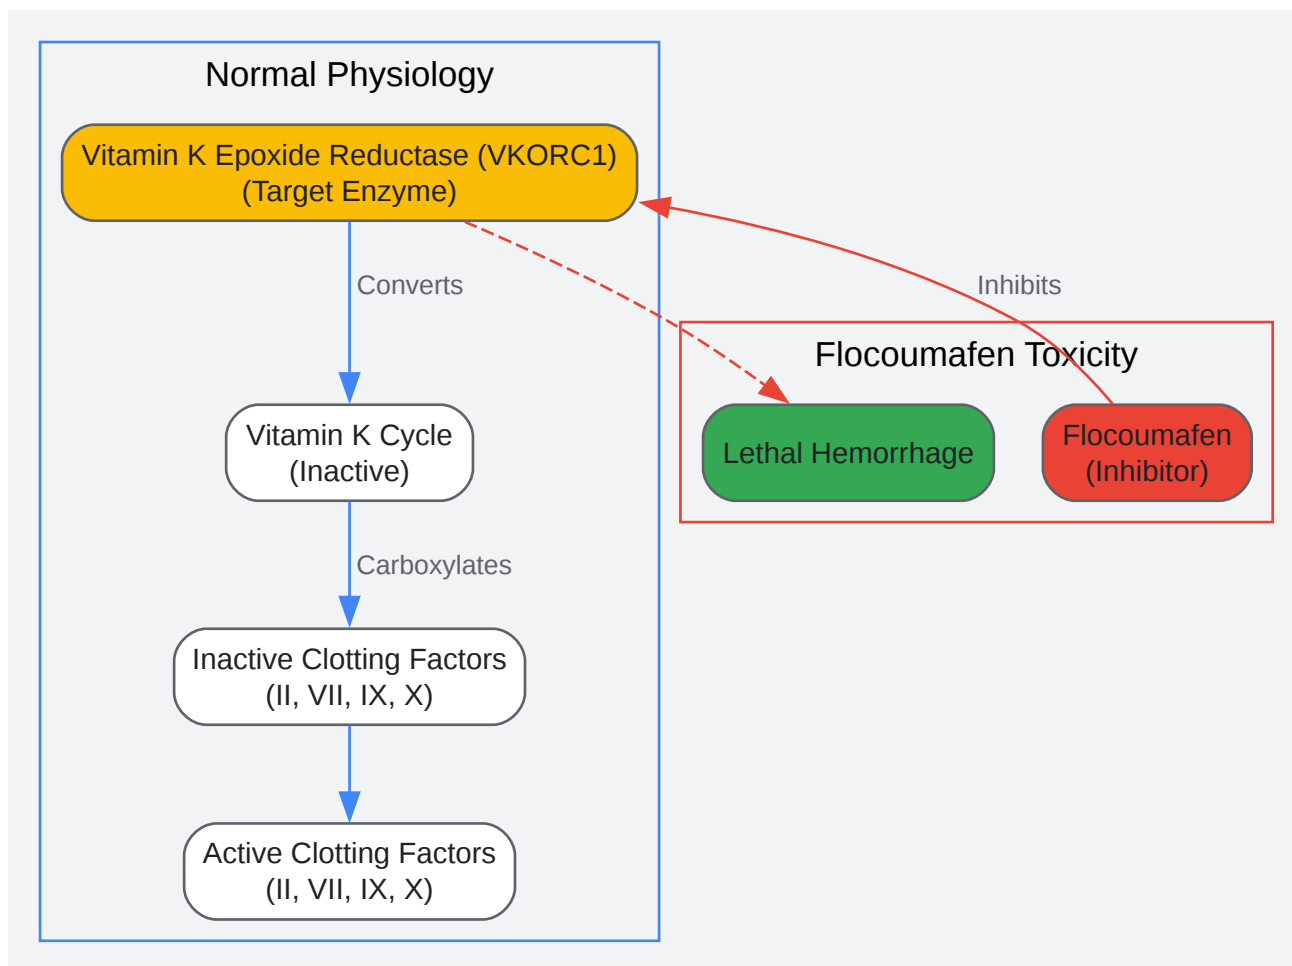 Normal Physiology
Vitamin K Epoxide Reductase (VKORC1)
(Target Enzyme)
Converts
Inhibits
Flocoumafen Toxicity
Vitamin K Cycle
(Inactive)
Lethal Hemorrhage
Flocoumafen
(Inhibitor)
Carboxylates
Inactive Clotting Factors
(II, VII, IX, X)
Active Clotting Factors
(II, VII, IX, X)